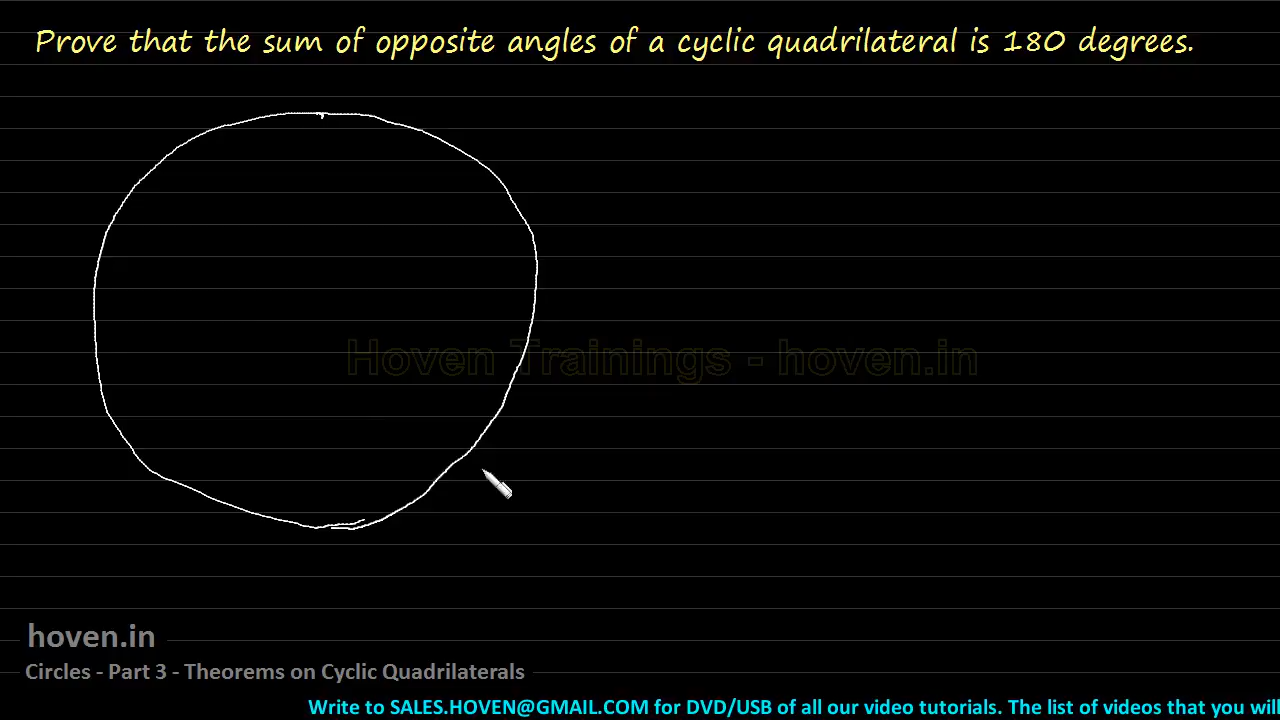 Prove that the sum of opposite angles of a cyclic quadrilateral is 180 degrees.
Hoven Trainings - hoven.in
hoven.in
Circles - Part 3 - Theorems on Cyclic Quadrilaterals
Write to SALES.HOVEN@GMAIL.COM for DVD/USB of all our video tutorials. The list of videos that you will